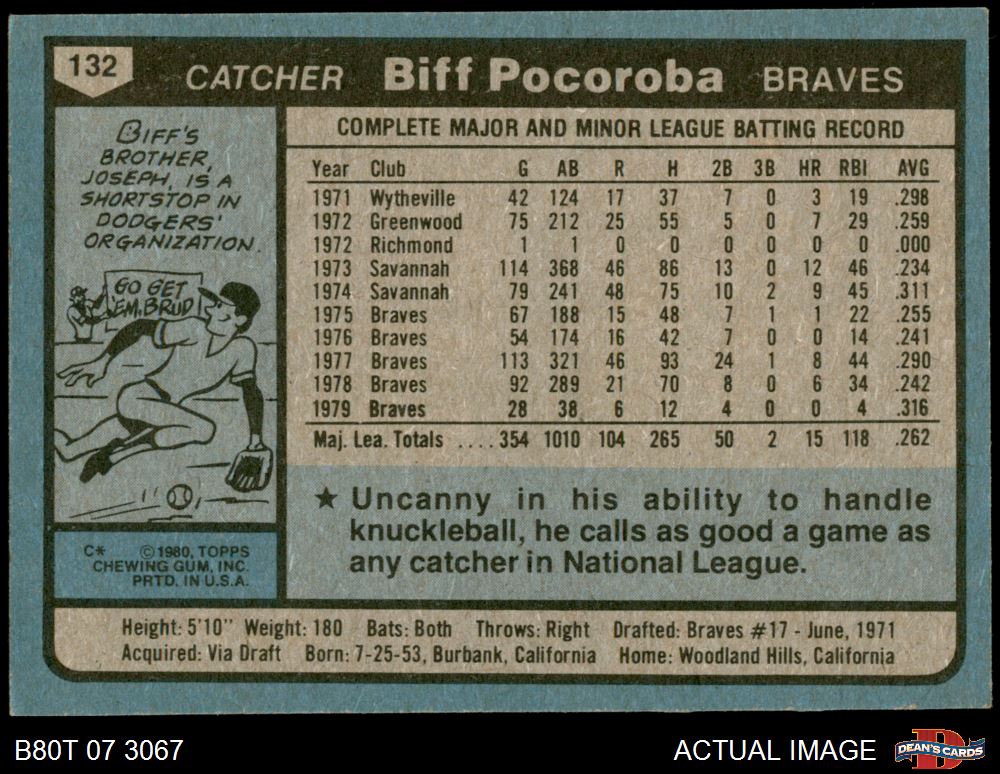 132
CATCHER Biff Pocoroba BRAVES
BIFF'S
BROTHER,
JOSEPH, IS A
SHORTSTOP IN
DODGERS'
ORGANIZATION.
GO GET
'EM, BRUD
C* ©1980, TOPPS
CHEWING GUM, INC.
PRTD. IN U.S.A.
COMPLETE MAJOR AND MINOR LEAGUE BATTING RECORD
Year Club G AB R H 2B 3B HR RBI AVG
1971 Wytheville 42 124 17 37 7 0 3 19 .298
1972 Greenwood 75 212 25 55 5 0 7 29 .259
1972 Richmond 1 1 0 0 0 0 0 0 .000
1973 Savannah 114 368 46 86 13 0 12 46 .234
1974 Savannah 79 241 48 75 10 2 9 45 .311
1975 Braves 67 188 15 48 7 1 1 22 .255
1976 Braves 54 174 16 42 7 0 0 14 .241
1977 Braves 113 321 46 93 24 1 8 44 .290
1978 Braves 92 289 21 70 8 0 6 34 .242
1979 Braves 28 38 6 12 4 0 0 4 .316
Maj. Lea. Totals ....354 1010 104 265 50 2 15 118 .262
★ Uncanny in his ability to handle
knuckleball, he calls as good a game as
any catcher in National League.
Height: 5'10" Weight: 180 Bats: Both Throws: Right Drafted: Braves #17 - June, 1971
Acquired: Via Draft Born: 7-25-53, Burbank, California Home: Woodland Hills, California
B80T 07 3067 ACTUAL IMAGE DEAN'S CARDS